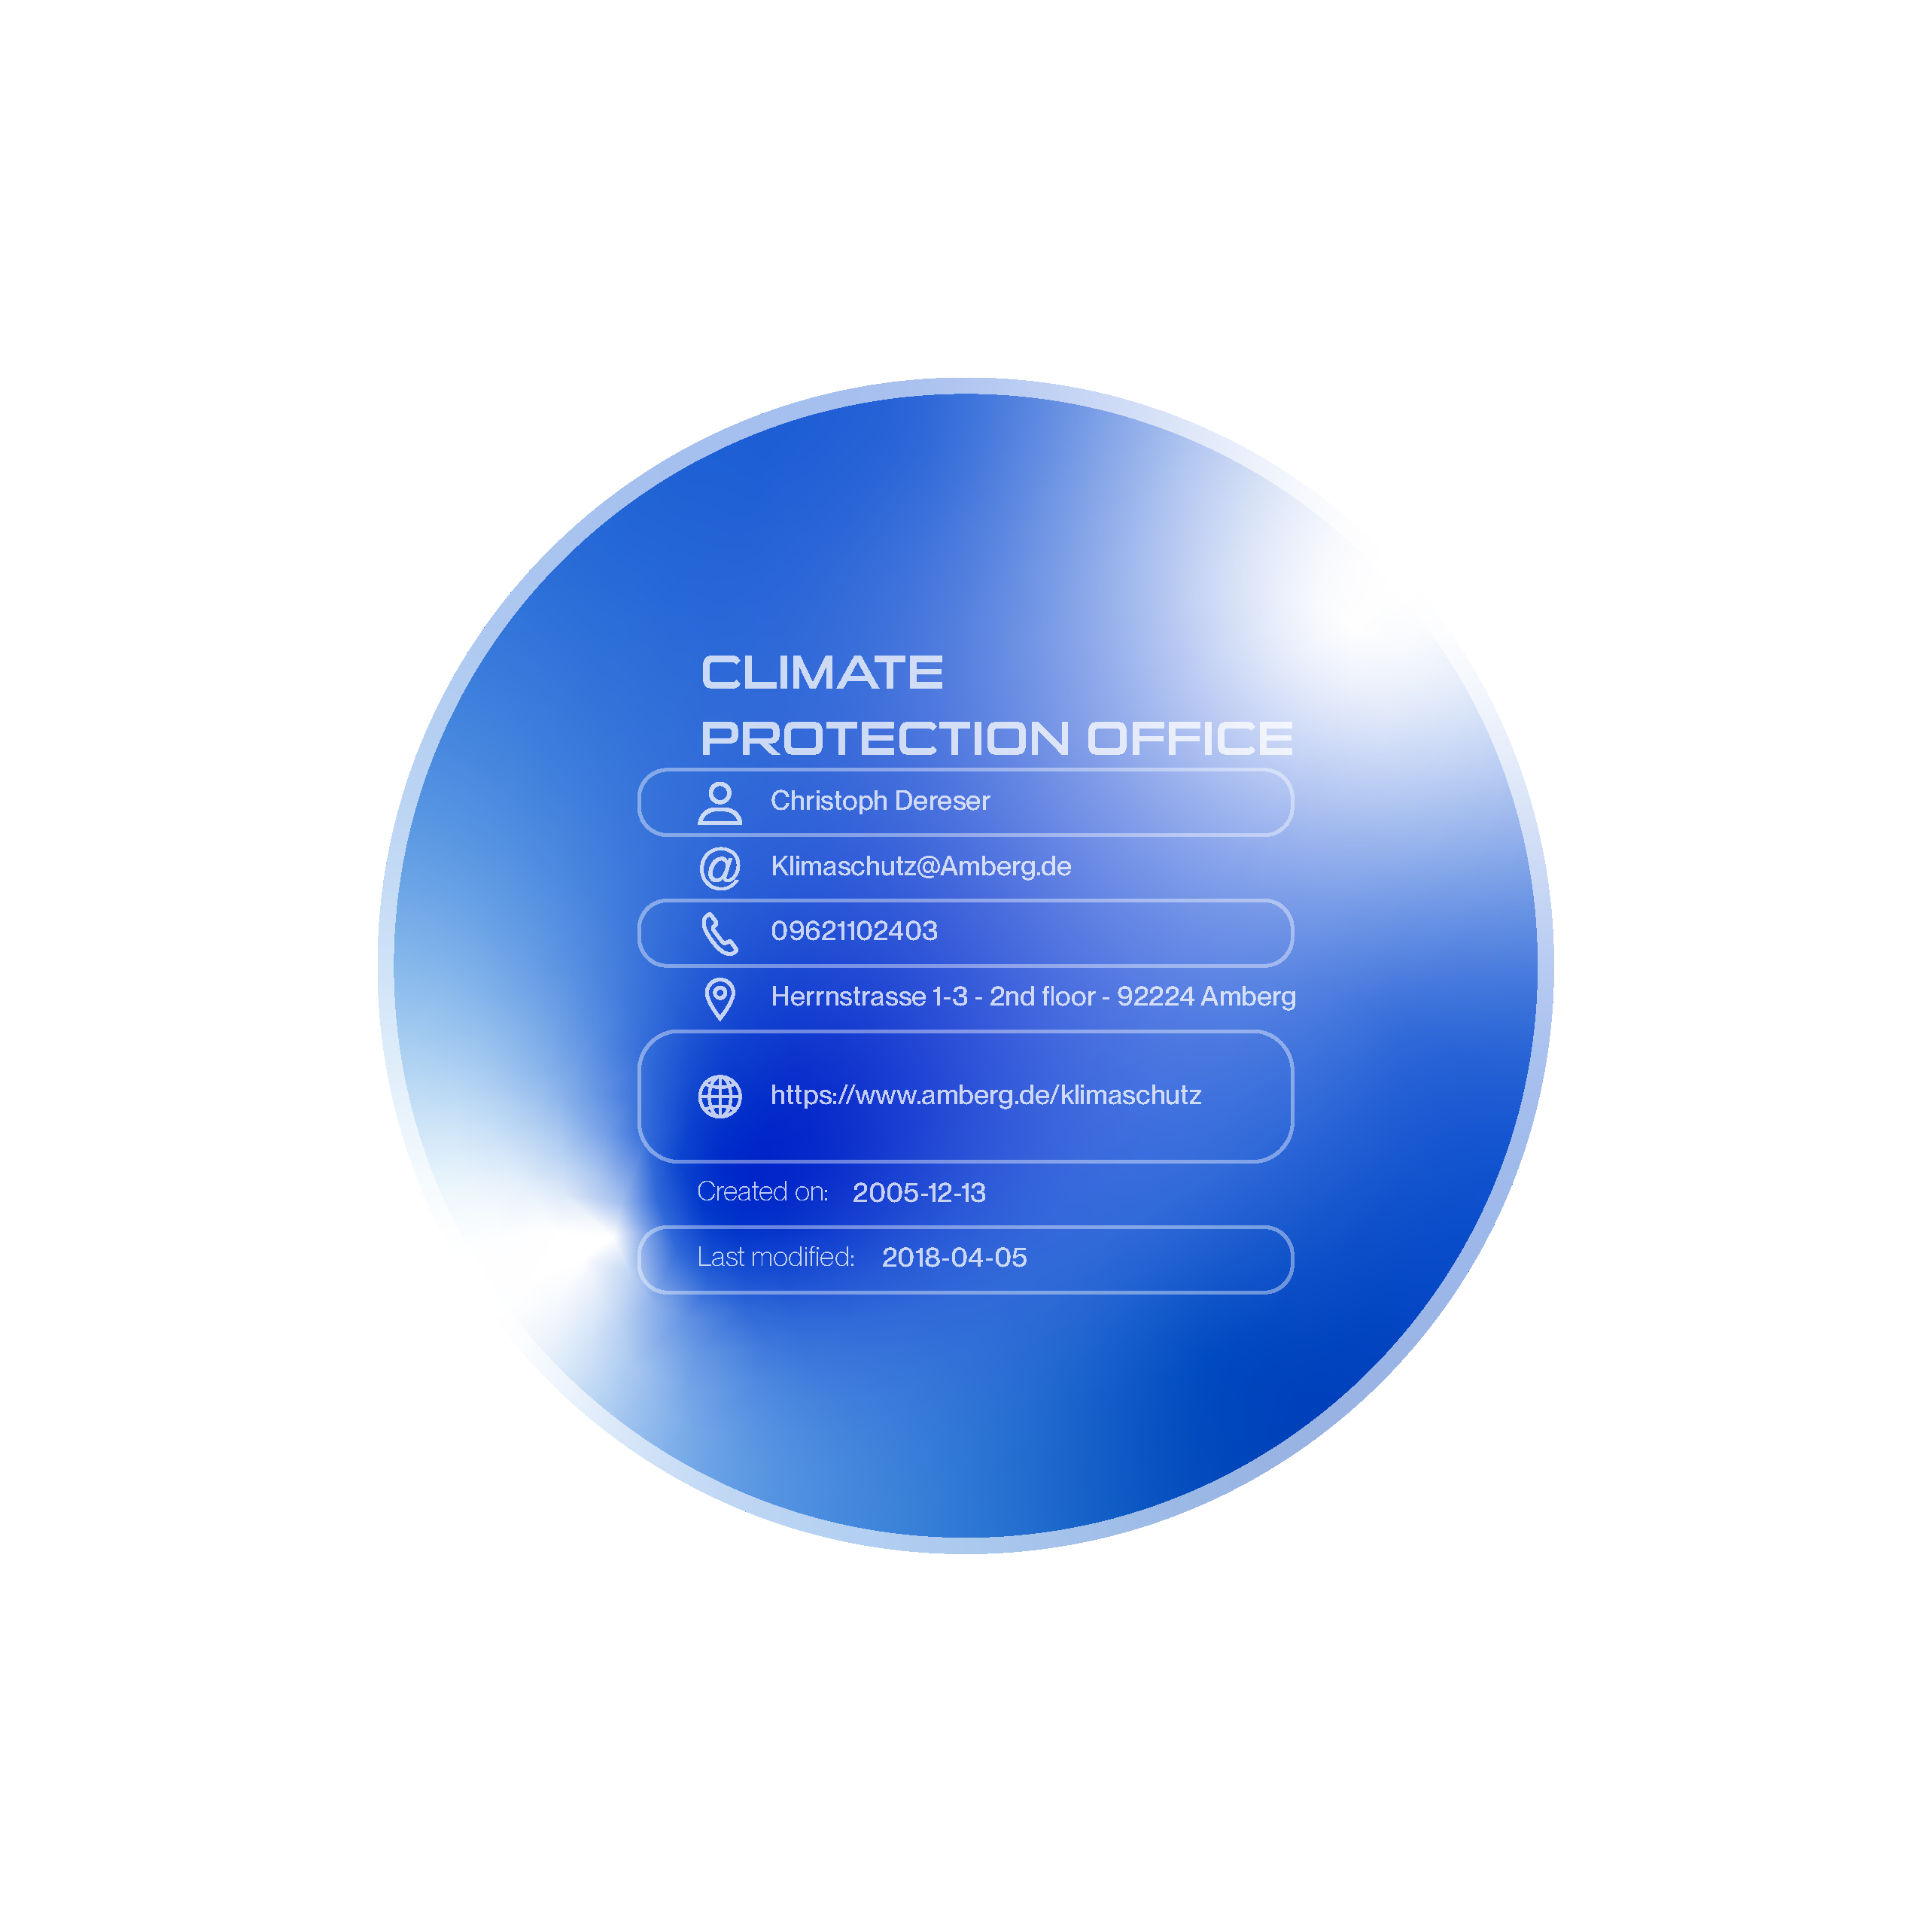 CLIMATE
PROTECTION OFFICE
Christoph Dereser
Klimaschutz@Amberg.de
09621102403
Herrnstrasse 1-3 - 2nd floor - 92224 Amberg
https://www.amberg.de/klimaschutz
Created on: 2005-12-13
Last modified: 2018-04-05